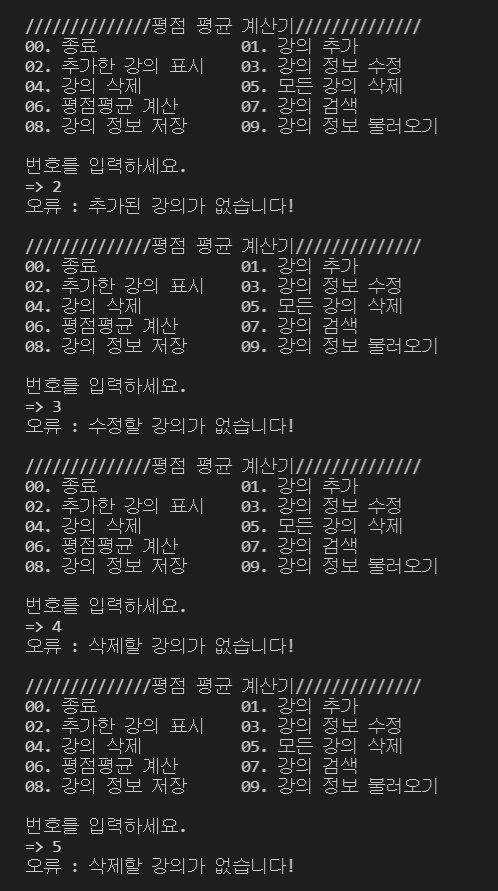 //////////////평점 평균 계산기//////////////
00. 종료                01. 강의 추가
02. 추가한 강의 표시    03. 강의 정보 수정
04. 강의 삭제           05. 모든 강의 삭제
06. 평점평균 계산       07. 강의 검색
08. 강의 정보 저장      09. 강의 정보 불러오기

번호를 입력하세요.
=> 2
오류 : 추가된 강의가 없습니다!

//////////////평점 평균 계산기//////////////
00. 종료                01. 강의 추가
02. 추가한 강의 표시    03. 강의 정보 수정
04. 강의 삭제           05. 모든 강의 삭제
06. 평점평균 계산       07. 강의 검색
08. 강의 정보 저장      09. 강의 정보 불러오기

번호를 입력하세요.
=> 3
오류 : 수정할 강의가 없습니다!

//////////////평점 평균 계산기//////////////
00. 종료                01. 강의 추가
02. 추가한 강의 표시    03. 강의 정보 수정
04. 강의 삭제           05. 모든 강의 삭제
06. 평점평균 계산       07. 강의 검색
08. 강의 정보 저장      09. 강의 정보 불러오기

번호를 입력하세요.
=> 4
오류 : 삭제할 강의가 없습니다!

//////////////평점 평균 계산기//////////////
00. 종료                01. 강의 추가
02. 추가한 강의 표시    03. 강의 정보 수정
04. 강의 삭제           05. 모든 강의 삭제
06. 평점평균 계산       07. 강의 검색
08. 강의 정보 저장      09. 강의 정보 불러오기

번호를 입력하세요.
=> 5
오류 : 삭제할 강의가 없습니다!